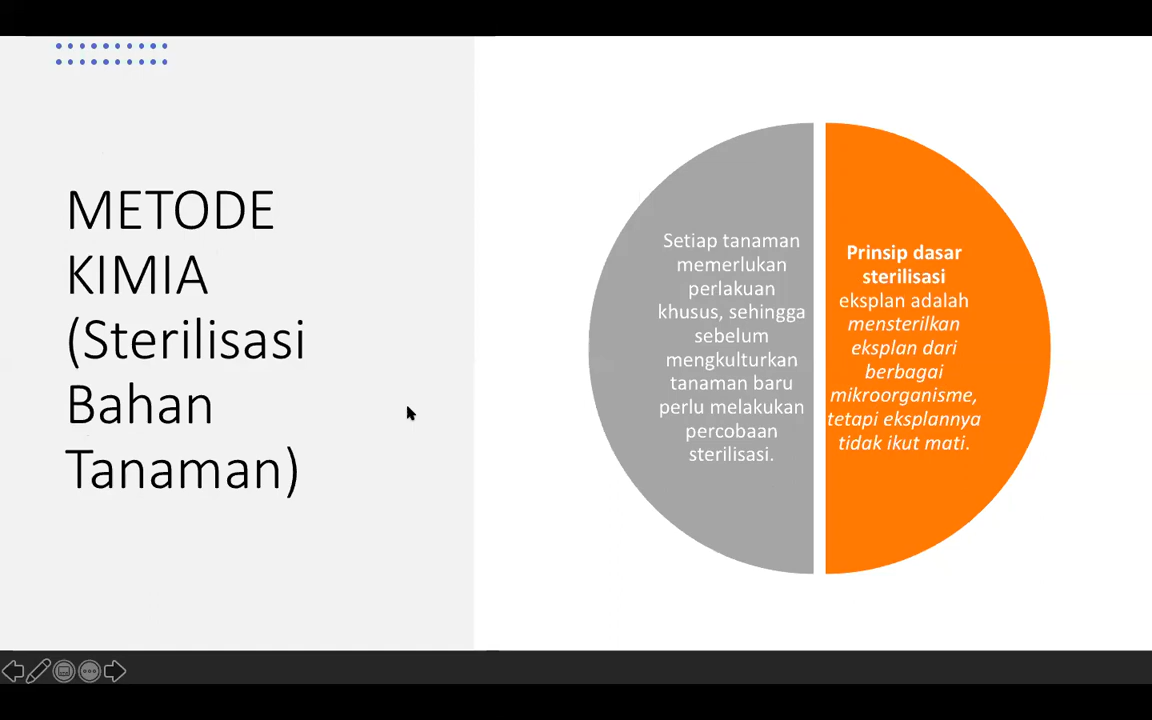 METODE
KIMIA
(Sterilisasi
Bahan
Tanaman)
Setiap tanaman
memerlukan
perlakuan
khusus, sehingga
sebelum
mengkulturkan
tanaman baru
perlu melakukan
percobaan
sterilisasi.
Prinsip dasar
sterilisasi
eksplan adalah
mensterilkan
eksplan dari
berbagai
mikroorganisme,
tetapi eksplannya
tidak ikut mati.